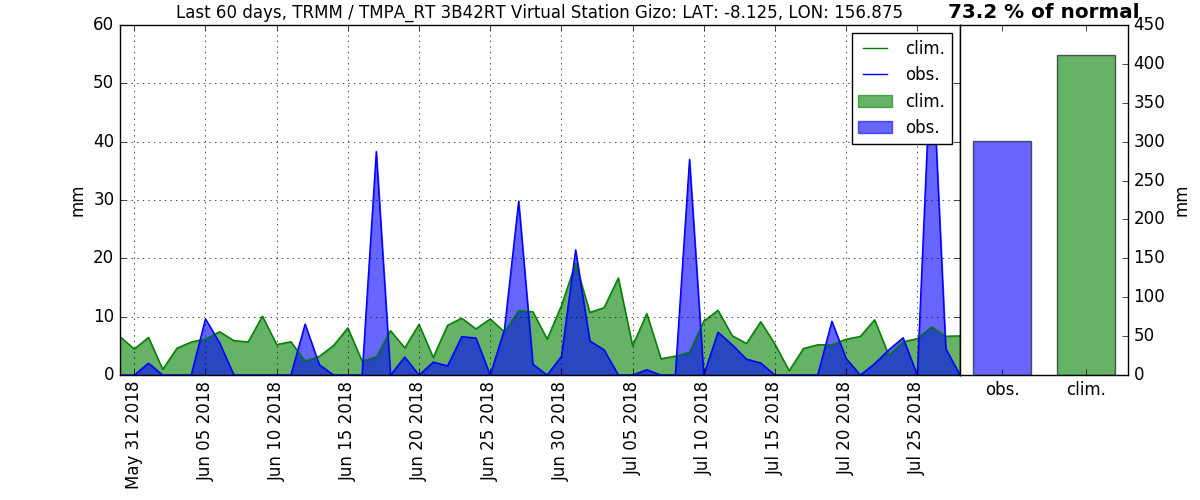 Last 60 days, TRMM / TMPA_RT 3B42RT Virtual Station Gizo: LAT: -8.125, LON: 156.875
73.2 % of normal
60
50
40
30
20
10
0
mm
clim.
obs.
clim.
obs.
May 31 2018
Jun 05 2018
Jun 10 2018
Jun 15 2018
Jun 20 2018
Jun 25 2018
Jun 30 2018
Jul 05 2018
Jul 10 2018
Jul 15 2018
Jul 20 2018
Jul 25 2018
450
400
350
300
250
200
150
100
50
0
mm
obs.
clim.